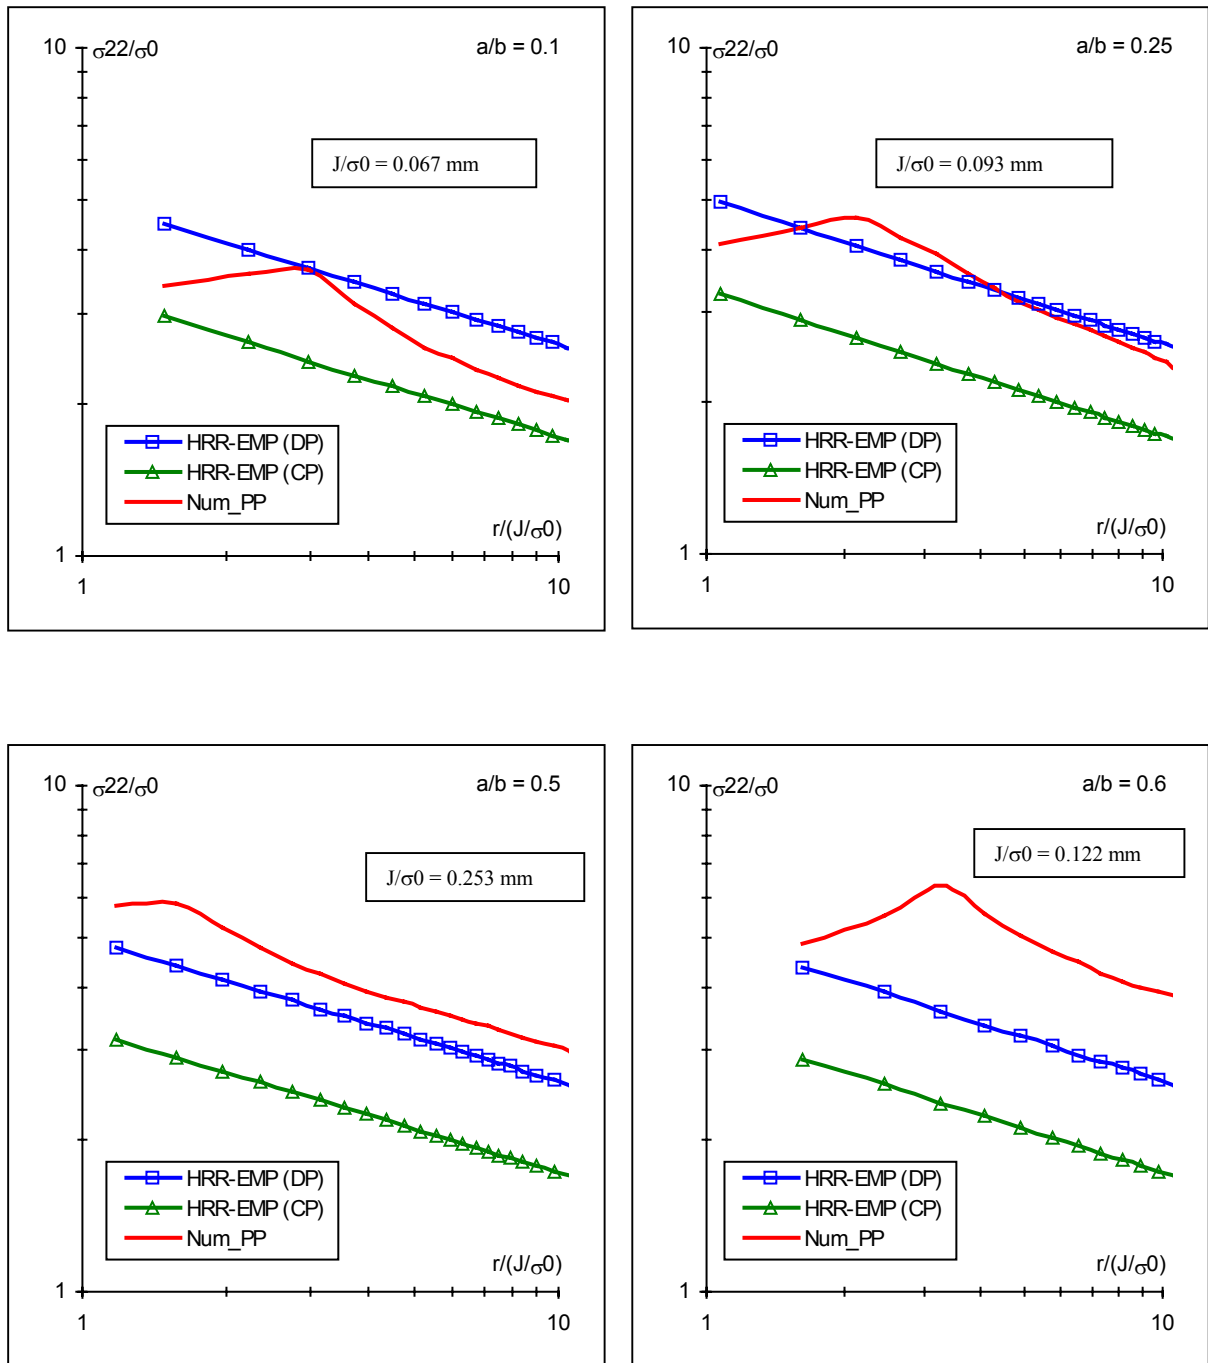 10
σ22/σ0
a/b = 0.1
J/σ0 = 0.067 mm
HRR-EMP (DP)
HRR-EMP (CP)
Num_PP
r/(J/σ0)
1
1
10
10
σ22/σ0
a/b = 0.25
J/σ0 = 0.093 mm
HRR-EMP (DP)
HRR-EMP (CP)
Num_PP
r/(J/σ0)
1
1
10
10
σ22/σ0
a/b = 0.5
J/σ0 = 0.253 mm
HRR-EMP (DP)
HRR-EMP (CP)
Num_PP
r/(J/σ0)
1
1
10
10
σ22/σ0
a/b = 0.6
J/σ0 = 0.122 mm
HRR-EMP (DP)
HRR-EMP (CP)
Num_PP
r/(J/σ0)
1
1
10